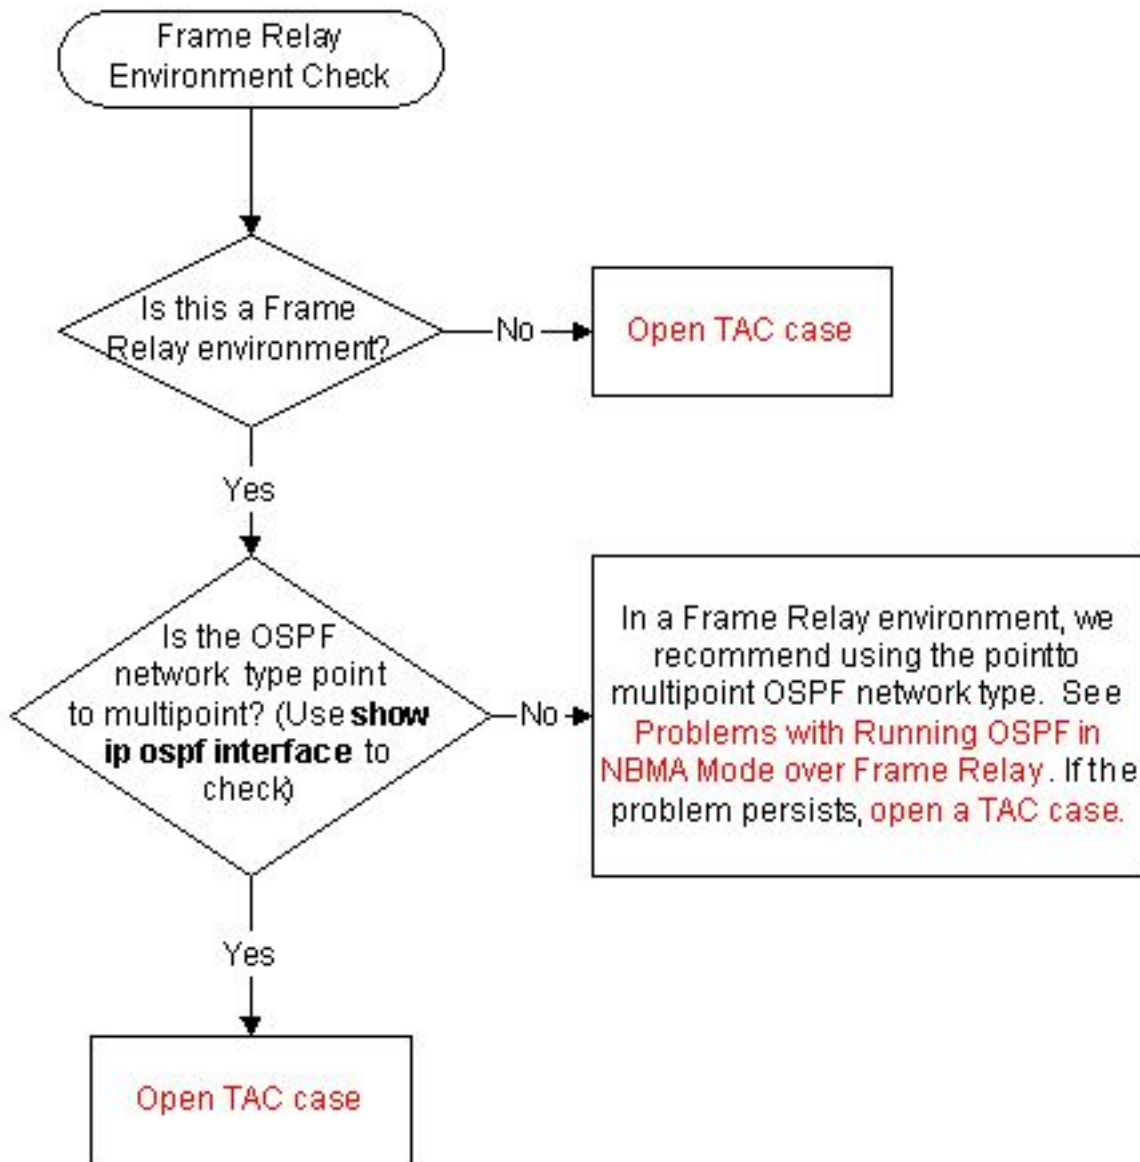 Frame Relay
Environment Check
Is this a Frame
Relay environment?
No
Open TAC case
Yes
Is the OSPF
network type point
to multipoint? (Use show
ip ospf interface to
check)
No
In a Frame Relay environment, we
recommend using the pointto
multipoint OSPF network type. See
Problems with Running OSPF in
NBMA Mode over Frame Relay. If the
problem persists, open a TAC case.
Yes
Open TAC case